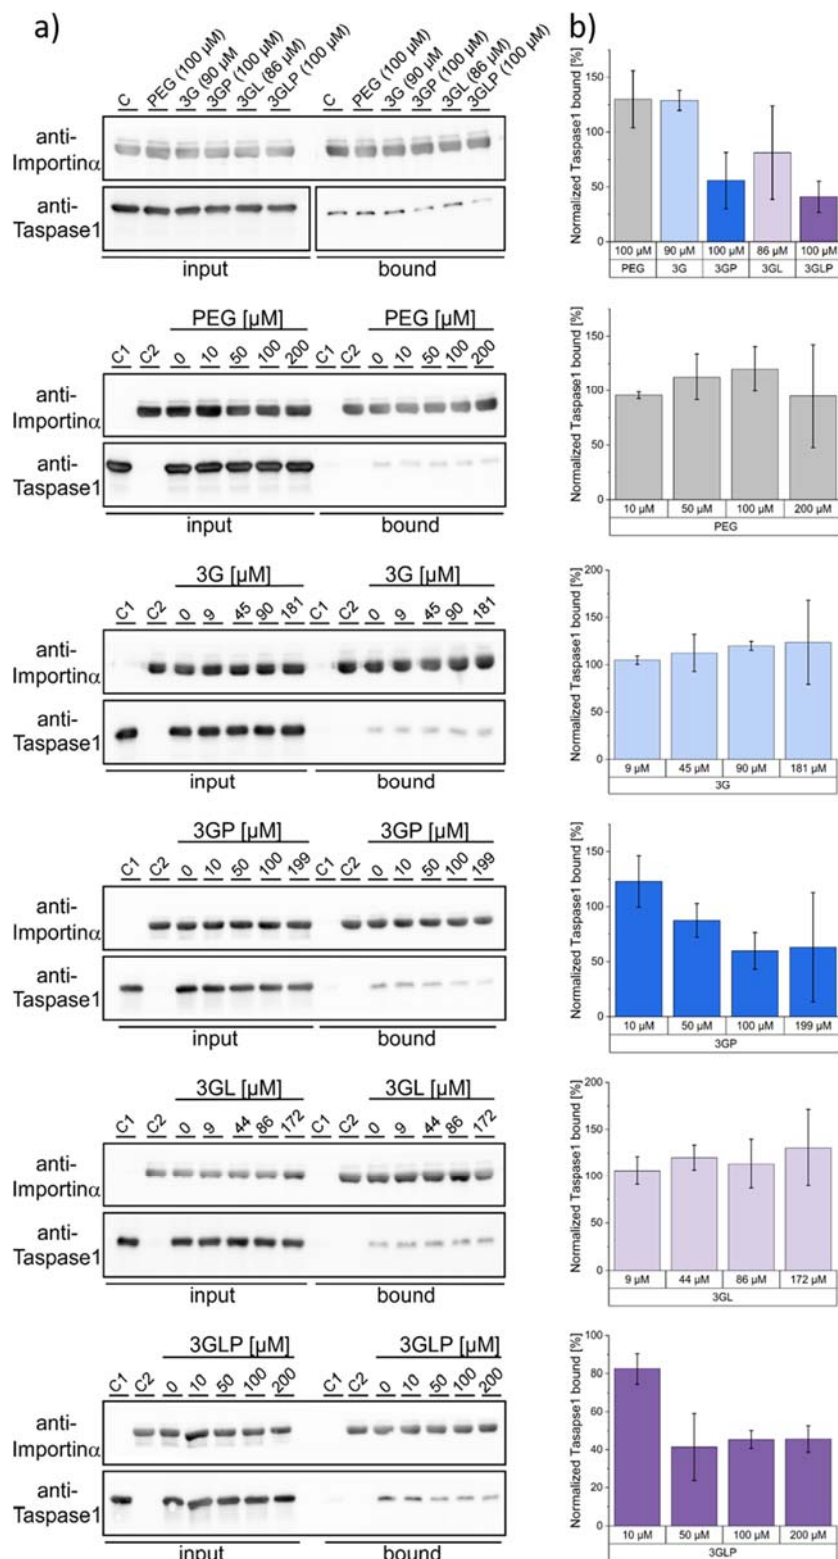 a)
b)
C PEG (100 µM) 3G (90 µM 3GP (100 µM) 3GL (86 µM) 3GLP (100 µM)
C PEG (100 µM) 3G (90 µM 3GP (100 µM) 3GL (86 µM) 3GLP (100 µM)
anti-
Importinα
anti-
Taspase1
input bound
Normalized Taspase1 bound [%]
150
100
50
0
100 µM 90 µM 100 µM 86 µM 100 µM
PEG 3G 3GP 3GL 3GLP
PEG [µM] PEG [µM]
C1 C2 0 10 50 100 200 C1 C2 0 10 50 100 200
anti-
Importinα
anti-
Taspase1
input bound
Normalized Taspase1 bound [%]
150
100
50
0
10 µM 50 µM 100 µM 200 µM
PEG
3G [µM] 3G [µM]
C1 C2 0 9 45 90 181 C1 C2 0 9 45 90 181
anti-
Importinα
anti-
Taspase1
input bound
Normalized Taspase1 bound [%]
200
150
100
50
0
9 µM 45 µM 90 µM 181 µM
3G
3GP [µM] 3GP [µM]
C1 C2 0 10 50 100 199 C1 C2 0 10 50 100 199
anti-
Importinα
anti-
Taspase1
input bound
Normalized Taspase1 bound [%]
150
100
50
0
10 µM 50 µM 100 µM 199 µM
3GP
3GL [µM] 3GL [µM]
C1 C2 0 9 44 86 172 C1 C2 0 9 44 86 172
anti-
Importinα
anti-
Taspase1
input bound
Normalized Taspase1 bound [%]
200
150
100
50
0
9 µM 44 µM 86 µM 172 µM
3GL
3GLP [µM] 3GLP [µM]
C1 C2 0 10 50 100 200 C1 C2 0 10 50 100 200
anti-
Importinα
anti-
Taspase1
input bound
Normalized Tasapse1 bound [%]
100
80
60
40
20
0
10 µM 50 µM 100 µM 200 µM
3GLP